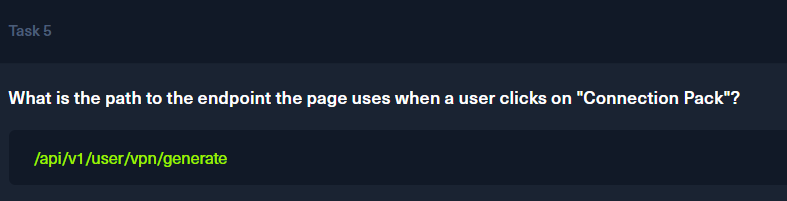 Task 5
What is the path to the endpoint the page uses when a user clicks on "Connection Pack"?
/api/v1/user/vpn/generate